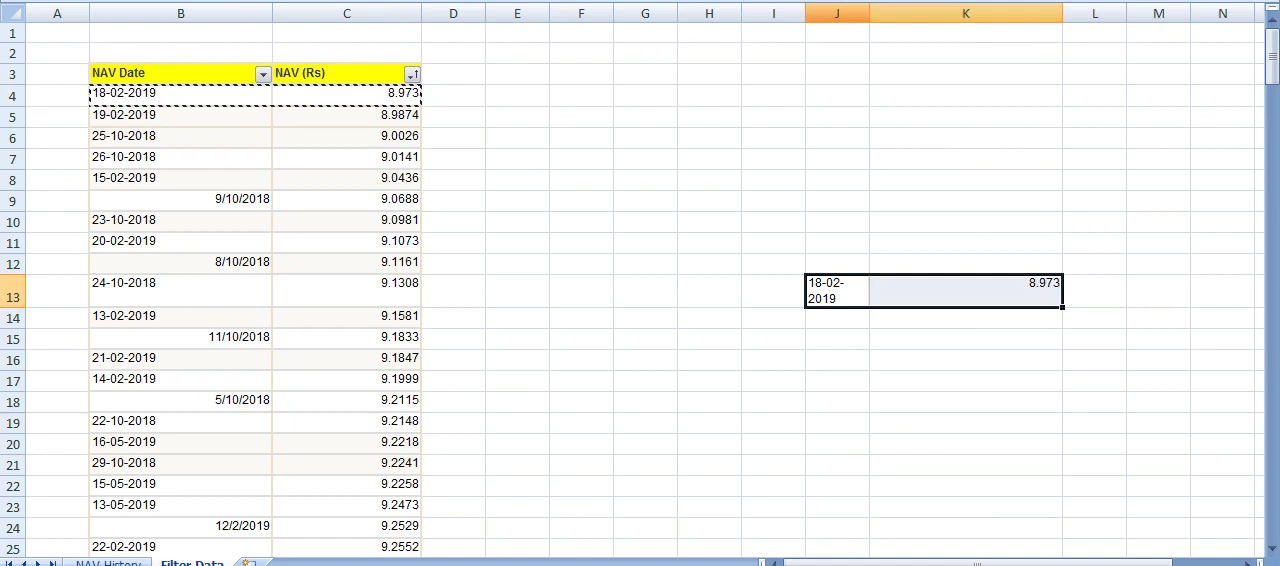 A B C D E F G H I J K L M N
1
2
3 NAV Date NAV (Rs)
4 18-02-2019 8.973
5 19-02-2019 8.9874
6 25-10-2018 9.0026
7 26-10-2018 9.0141
8 15-02-2019 9.0436
9 9/10/2018 9.0688
10 23-10-2018 9.0981
11 20-02-2019 9.1073
12 8/10/2018 9.1161
13 24-10-2018 9.1308 18-02-2019 8.973
14 13-02-2019 9.1581
15 11/10/2018 9.1833
16 21-02-2019 9.1847
17 14-02-2019 9.1999
18 5/10/2018 9.2115
19 22-10-2018 9.2148
20 16-05-2019 9.2218
21 29-10-2018 9.2241
22 15-05-2019 9.2258
23 13-05-2019 9.2473
24 12/2/2019 9.2529
25 22-02-2019 9.2552
NAV History Filter Data